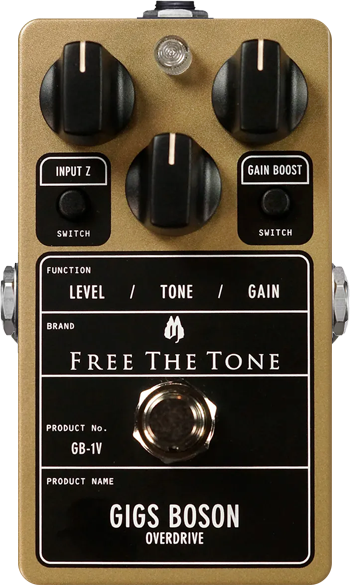 INPUT Z
SWITCH
GAIN BOOST
SWITCH
FUNCTION
LEVEL / TONE / GAIN
BRAND
FREE THE TONE
PRODUCT No.
GB-1V
PRODUCT NAME
GIGS BOSON
OVERDRIVE